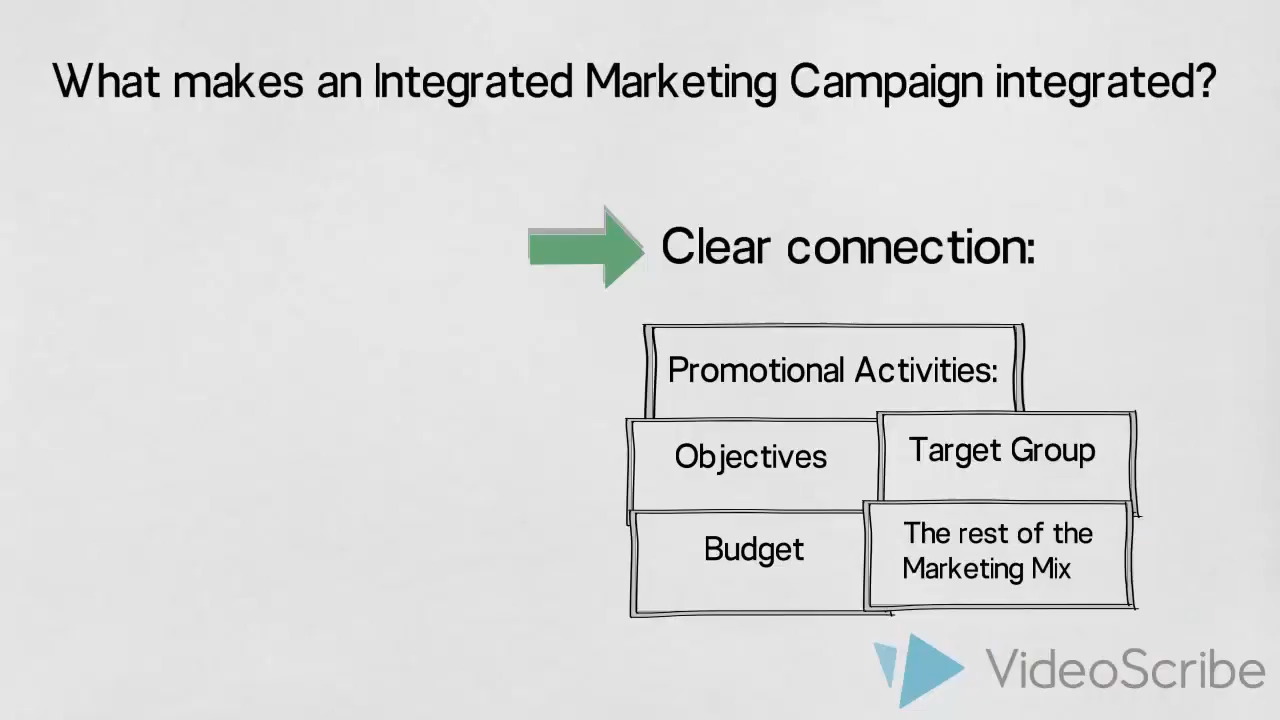 What makes an Integrated Marketing Campaign integrated?
Clear connection:
Promotional Activities:
Objectives
Target Group
Budget
The rest of the
Marketing Mix
VideoScribe